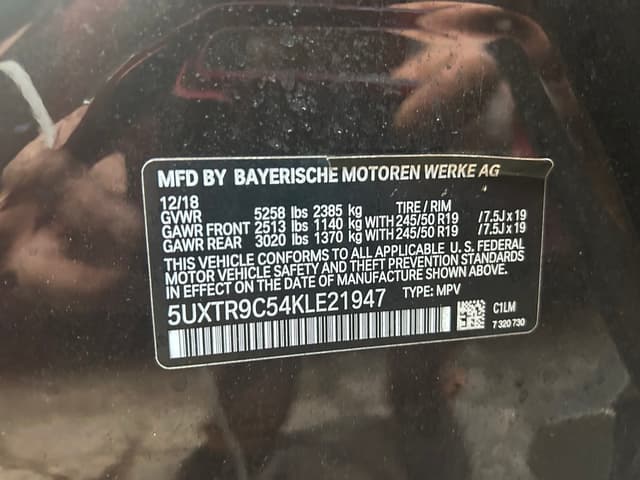 MFD BY BAYERISCHE MOTOREN WERKE AG
12/18 TIRE / RIM
GVWR 5258 lbs 2385 kg
GAWR FRONT 2513 lbs 1140 kg WITH 245/50 R19 /7.5J x 19
GAWR REAR 3020 lbs 1370 kg WITH 245/50 R19 /7.5J x 19
THIS VEHICLE CONFORMS TO ALL APPLICABLE U. S. FEDERAL
MOTOR VEHICLE SAFETY AND THEFT PREVENTION STANDARDS
IN EFFECT ON THE DATE OF MANUFACTURE SHOWN ABOVE.
5UXTR9C54KLE21947 TYPE: MPV
C1LM
7 320 730